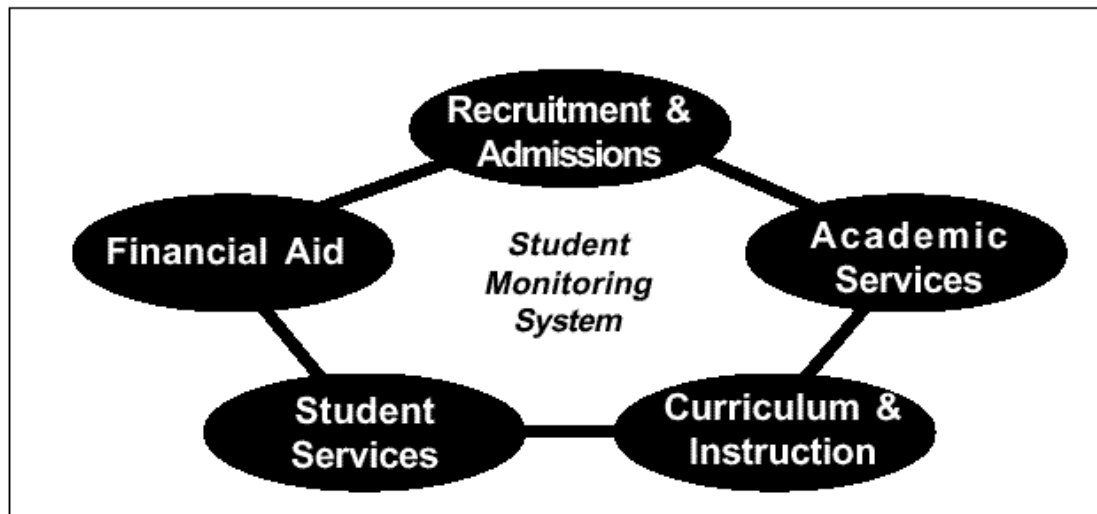 Recruitment &
Admissions
Financial Aid
Student
Monitoring
System
Academic
Services
Student
Services
Curriculum &
Instruction